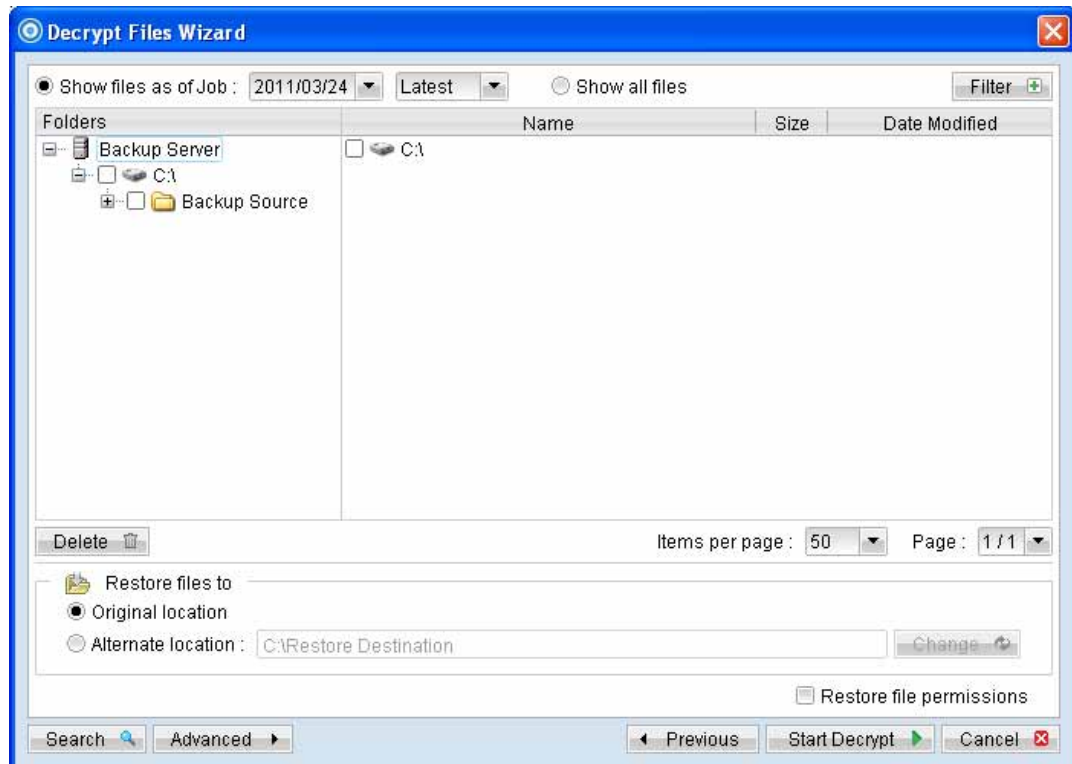 Decrypt Files Wizard
Show files as of Job : 2011/03/24 Latest Show all files Filter
Folders Name Size Date Modified
Backup Server C:\
C:\
Backup Source
Delete Items per page : 50 Page : 1 / 1
Restore files to
Original location
Alternate location : C:\Restore Destination Change
Restore file permissions
Search Advanced Previous Start Decrypt Cancel